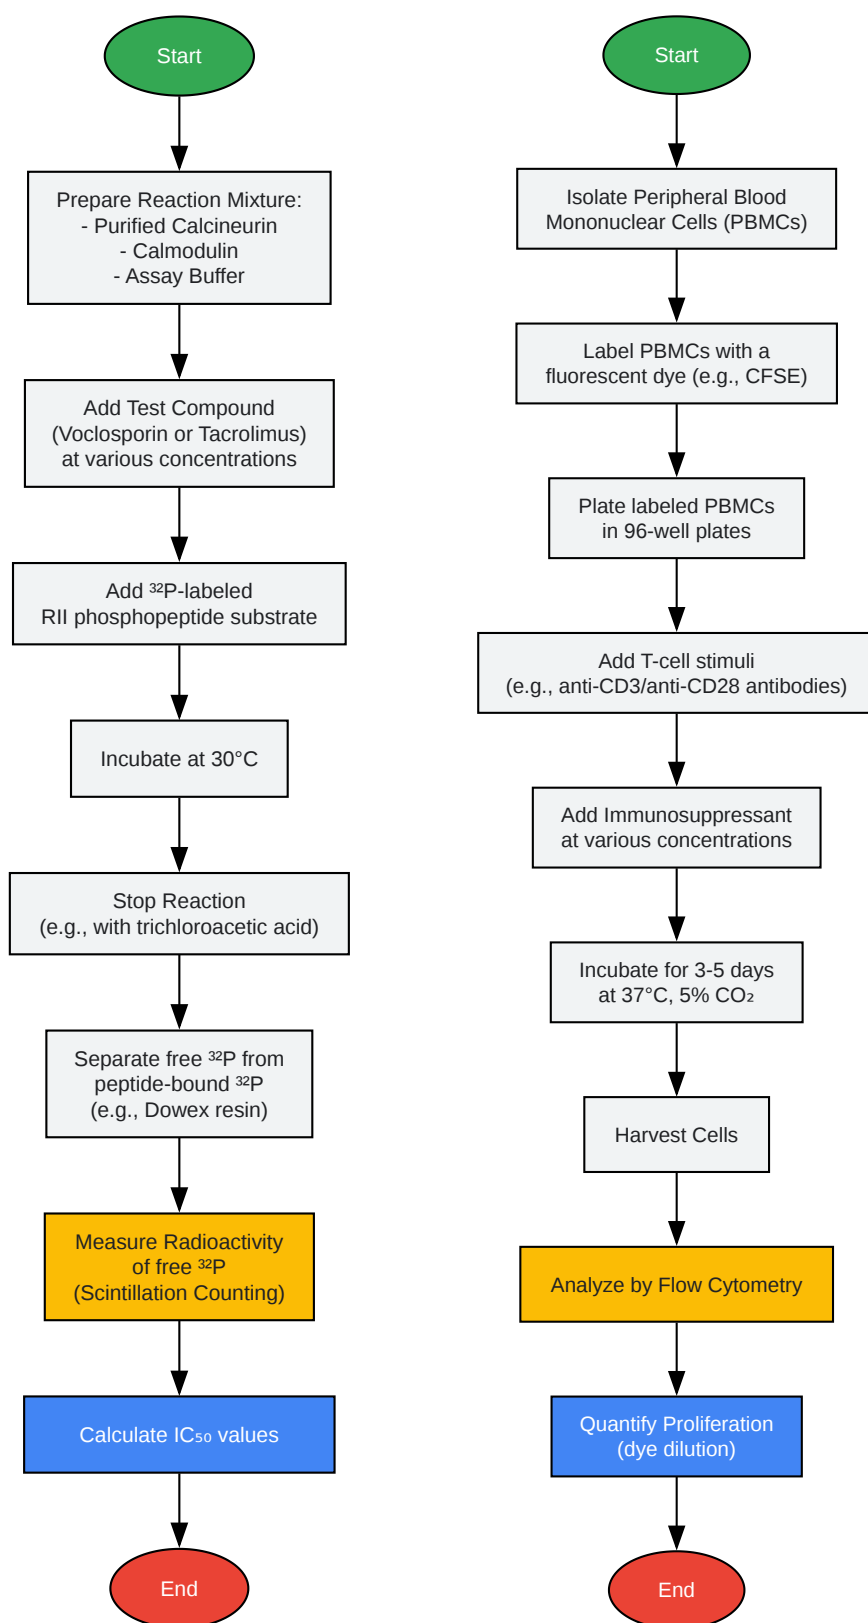 Start
Prepare Reaction Mixture:
- Purified Calcineurin
- Calmodulin
- Assay Buffer
Add Test Compound
(Voclosporin or Tacrolimus)
at various concentrations
Add ³²P-labeled
RII phosphopeptide substrate
Incubate at 30°C
Stop Reaction
(e.g., with trichloroacetic acid)
Separate free ³²P from
peptide-bound ³²P
(e.g., Dowex resin)
Measure Radioactivity
of free ³²P
(Scintillation Counting)
Calculate IC₅₀ values
End
Start
Isolate Peripheral Blood
Mononuclear Cells (PBMCs)
Label PBMCs with a
fluorescent dye (e.g., CFSE)
Plate labeled PBMCs
in 96-well plates
Add T-cell stimuli
(e.g., anti-CD3/anti-CD28 antibodies)
Add Immunosuppressant
at various concentrations
Incubate for 3-5 days
at 37°C, 5% CO₂
Harvest Cells
Analyze by Flow Cytometry
Quantify Proliferation
(dye dilution)
End